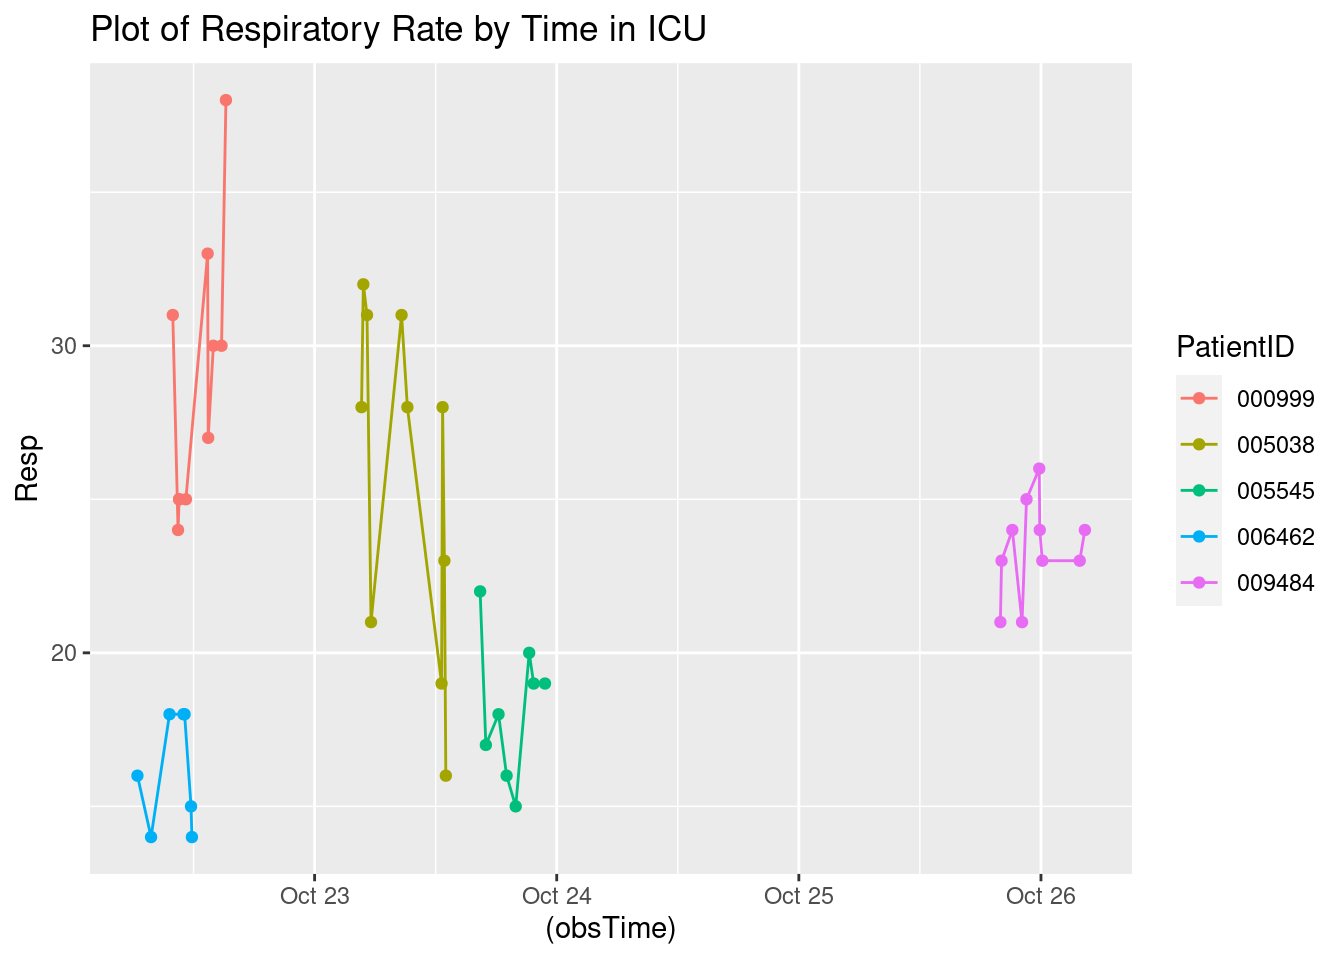 Plot of Respiratory Rate by Time in ICU
Resp
30
20
Oct 23
Oct 24
Oct 25
Oct 26
(obsTime)
PatientID
000999
005038
005545
006462
009484